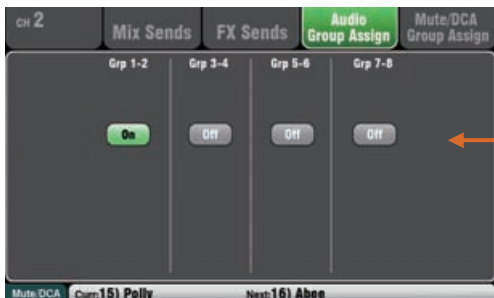 CH 2
Mix Sends FX Sends Audio Group Assign Mute/DCA Group Assign
Grp 1-2 Grp 3-4 Grp 5-6 Grp 7-8
On Off Off Off
Mute/DCA Curr:15) Polly Next:16) Abee